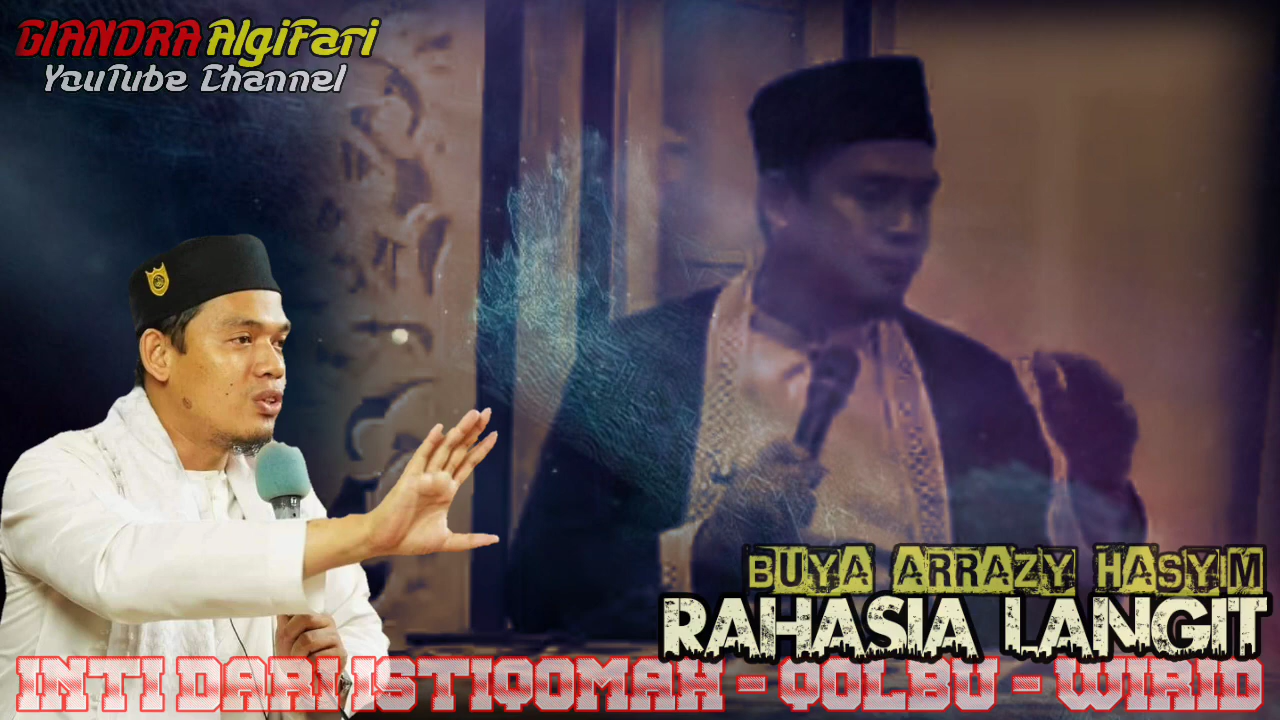 GIANDRA AlgiFari
YouTube Channel
BUYA ARRAZY HASYIM
RAHASIA LANGIT
INTI DARI ISTIQOMAH - QOLBU - WIRID